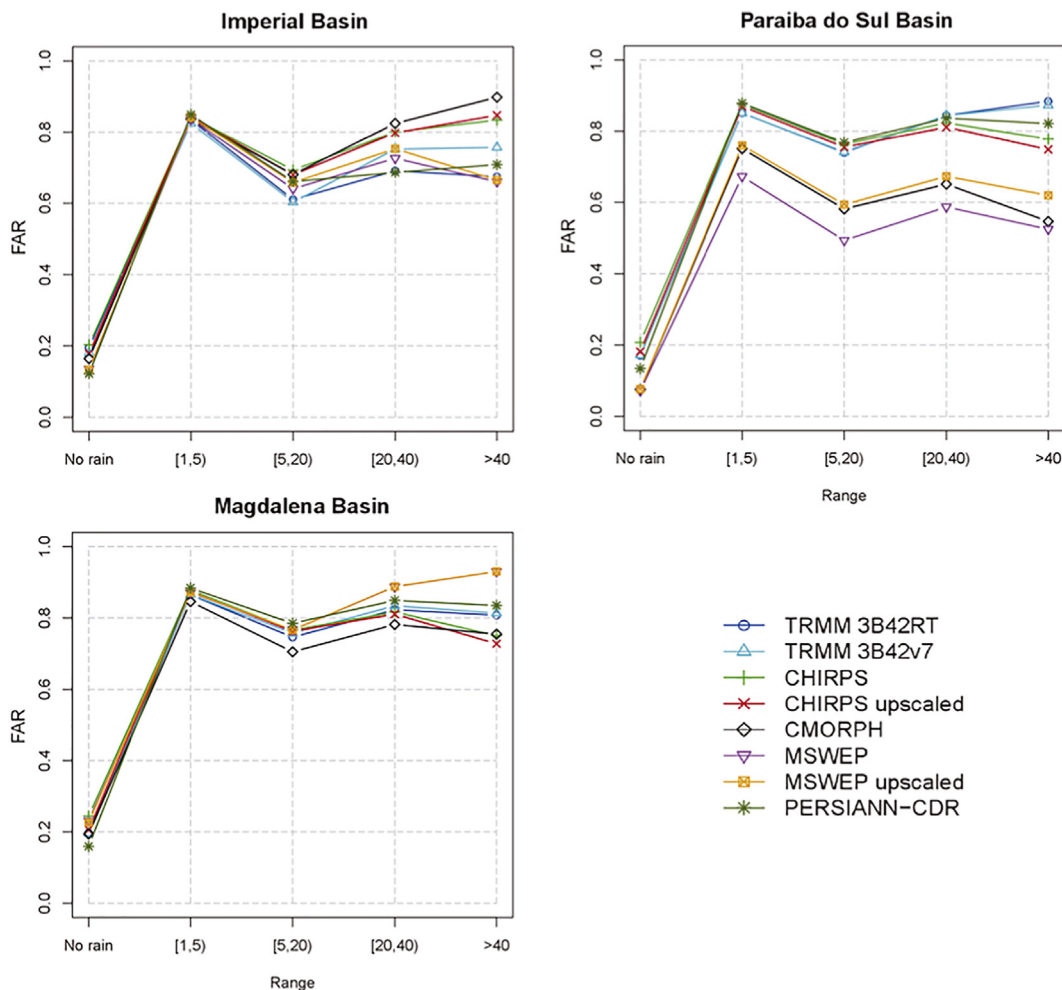 Imperial Basin
FAR
1.0
0.8
0.6
0.4
0.2
0.0
No rain [1,5) [5,20) [20,40) >40
Paraiba do Sul Basin
FAR
1.0
0.8
0.6
0.4
0.2
0.0
No rain [1,5) [5,20) [20,40) >40
Range
Magdalena Basin
FAR
1.0
0.8
0.6
0.4
0.2
0.0
No rain [1,5) [5,20) [20,40) >40
Range
TRMM 3B42RT
TRMM 3B42v7
CHIRPS
CHIRPS upscaled
CMORPH
MSWEP
MSWEP upscaled
PERSIANN−CDR